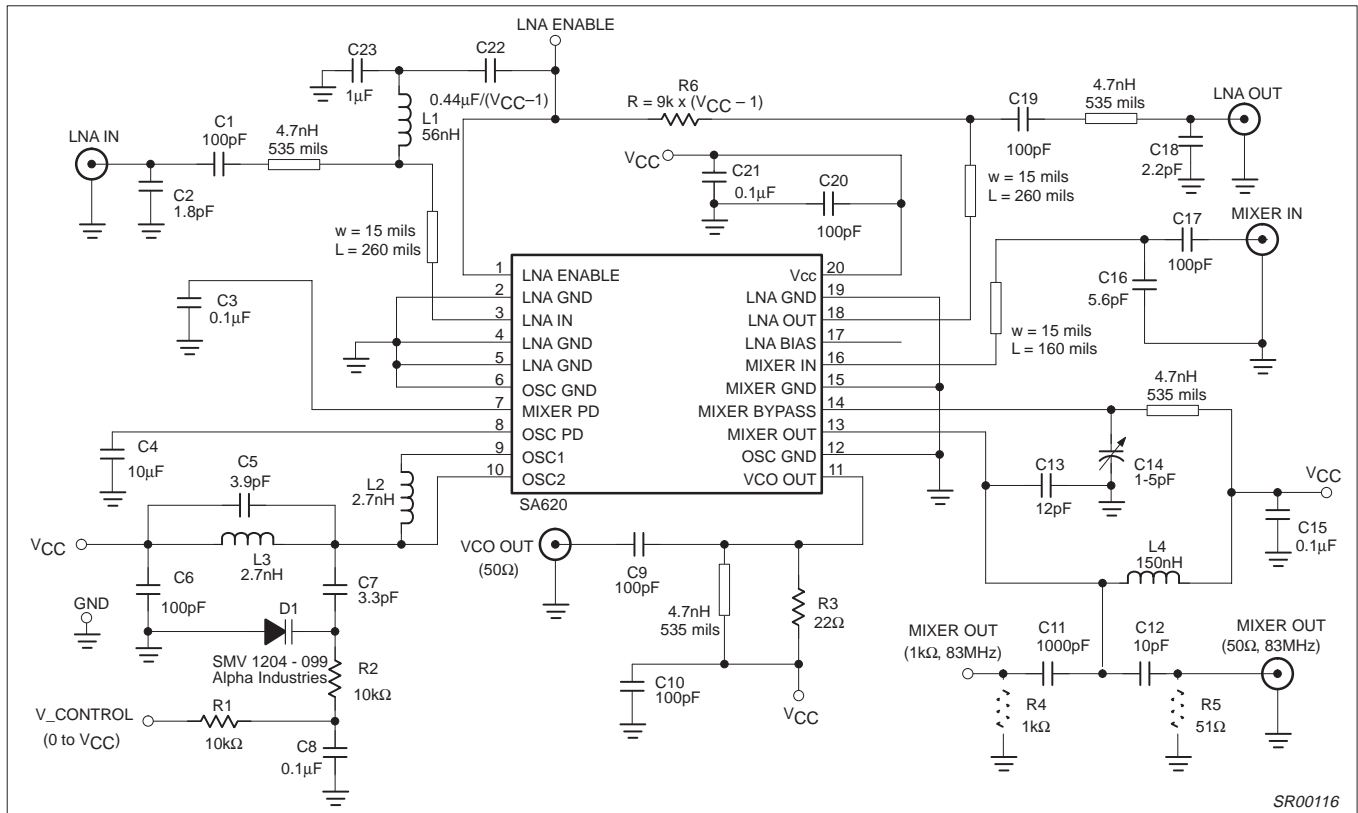 LNA ENABLE
C23
1µF
C22
0.44µF/(VCC–1)
L1
56nH
R6
R = 9k x (VCC – 1)
C19
100pF
4.7nH
535 mils
LNA OUT
C18
2.2pF
LNA IN
C1
100pF
4.7nH
535 mils
C2
1.8pF
VCC
C21
0.1µF
C20
100pF
w = 15 mils
L = 260 mils
w = 15 mils
L = 260 mils
MIXER IN
C17
100pF
C16
5.6pF
w = 15 mils
L = 160 mils
C3
0.1µF
1 LNA ENABLE
2 LNA GND
3 LNA IN
4 LNA GND
5 LNA GND
6 OSC GND
7 MIXER PD
8 OSC PD
9 OSC1
10 OSC2
Vcc 20
LNA GND 19
LNA OUT 18
LNA BIAS 17
MIXER IN 16
MIXER GND 15
MIXER BYPASS 14
MIXER OUT 13
OSC GND 12
VCO OUT 11
SA620
4.7nH
535 mils
C4
10µF
C5
3.9pF
L2
2.7nH
C13
12pF
C14
1-5pF
VCC
C15
0.1µF
VCC
L3
2.7nH
C6
100pF
C7
3.3pF
GND
D1
SMV 1204 - 099
Alpha Industries
R2
10kΩ
V_CONTROL
(0 to VCC)
R1
10kΩ
C8
0.1µF
VCO OUT
(50Ω)
C9
100pF
4.7nH
535 mils
R3
22Ω
C10
100pF
VCC
L4
150nH
MIXER OUT
(1kΩ, 83MHz)
C11
1000pF
C12
10pF
MIXER OUT
(50Ω, 83MHz)
R4
1kΩ
R5
51Ω
SR00116